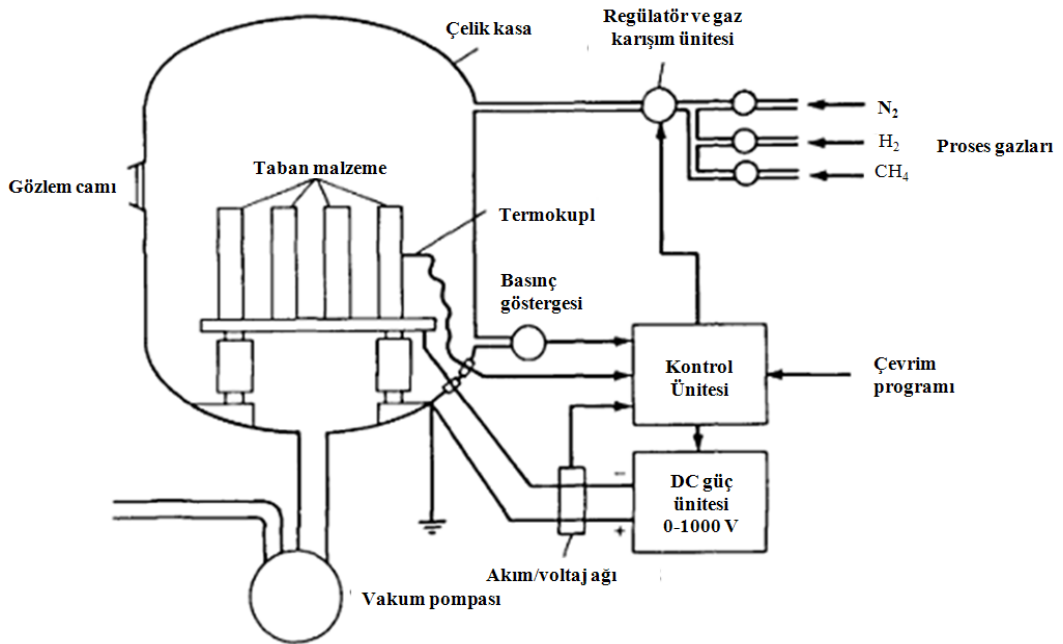 Çelik kasa
Regülatör ve gaz
karışım ünitesi
N₂
H₂
CH₄
Proses gazları
Gözlem camı
Taban malzeme
Termokupl
Basınç
göstergesi
Kontrol
Ünitesi
Çevrim
programı
DC güç
ünitesi
0-1000 V
−
+
Akım/voltaj ağı
Vakum pompası